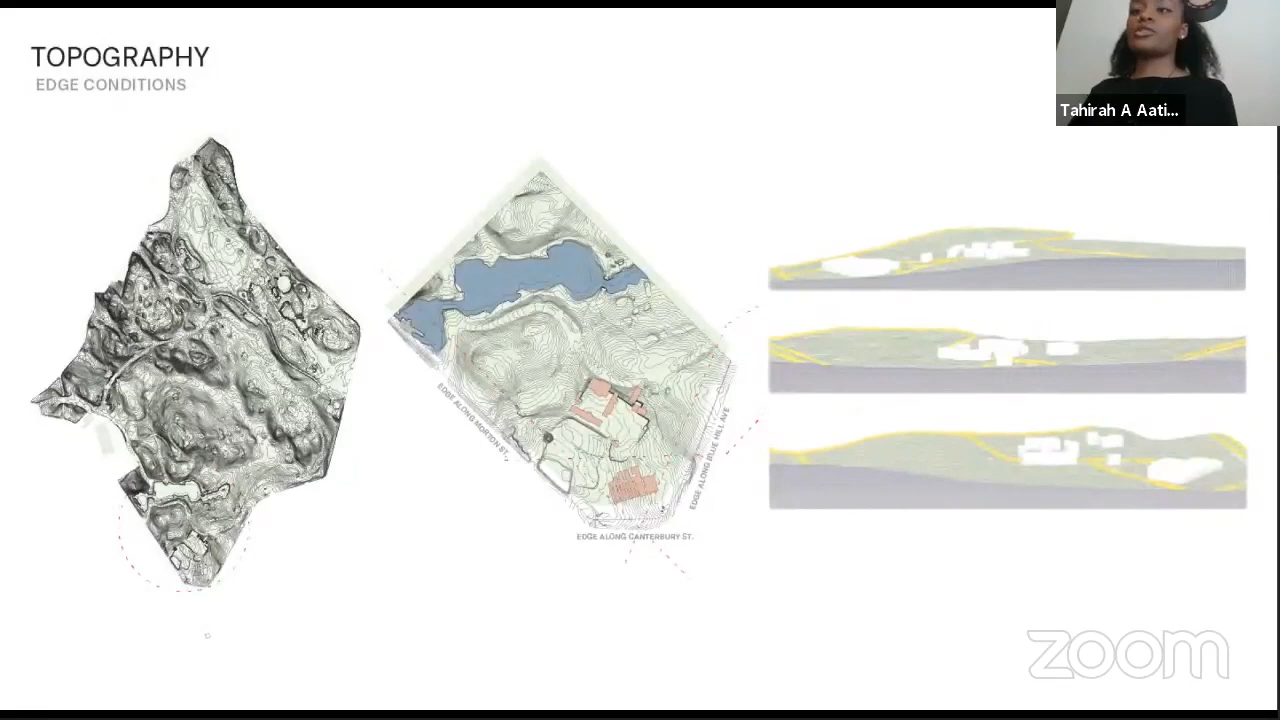 TOPOGRAPHY
EDGE CONDITIONS
Tahirah A Aati...
EDGE ALONG MORTON ST.
EDGE ALONG BLUE HILL AVE
EDGE ALONG CANTERBURY ST.
zoom